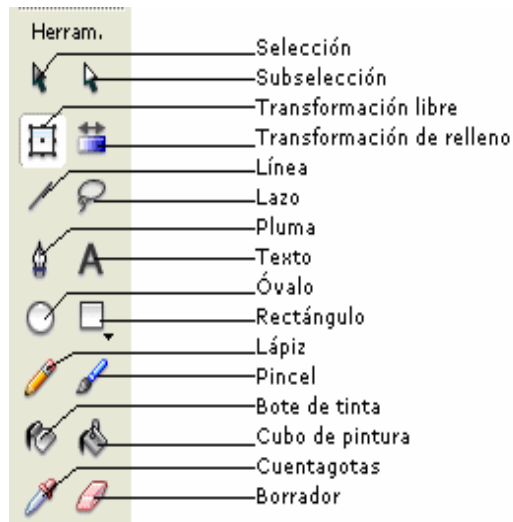 Herram.
Selección
Subselección
Transformación libre
Transformación de relleno
Línea
Lazo
Pluma
Texto
Óvalo
Rectángulo
Lápiz
Pincel
Bote de tinta
Cubo de pintura
Cuentagotas
Borrador